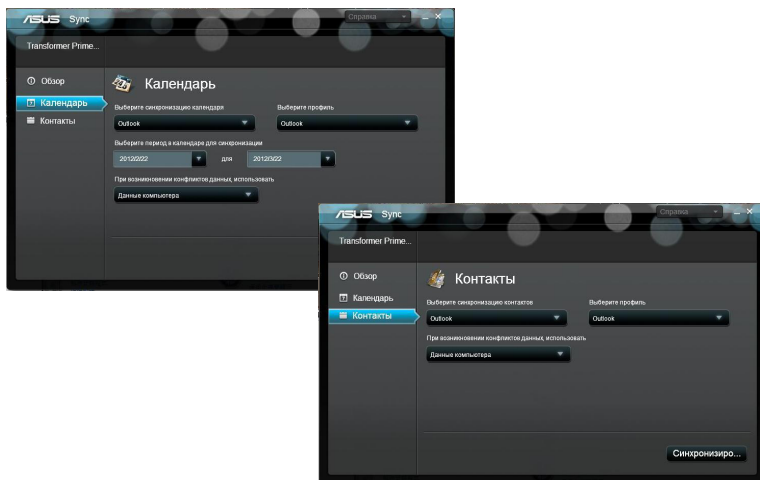 ASUS Sync
Справка
Transformer Prime...
Обзор
Календарь
Контакты
Календарь
Выберите синхронизацию календаря
Выберите профиль
Outlook
Outlook
Выберите период в календаре для синхронизации
2012/2/22
для
2012/3/22
При возникновении конфликтов данных, использовать
Данные компьютера
ASUS Sync
Справка
Transformer Prime...
Обзор
Календарь
Контакты
Контакты
Выберите синхронизацию контактов
Выберите профиль
Outlook
Outlook
При возникновении конфликтов данных, использовать
Данные компьютера
Синхронизиро...